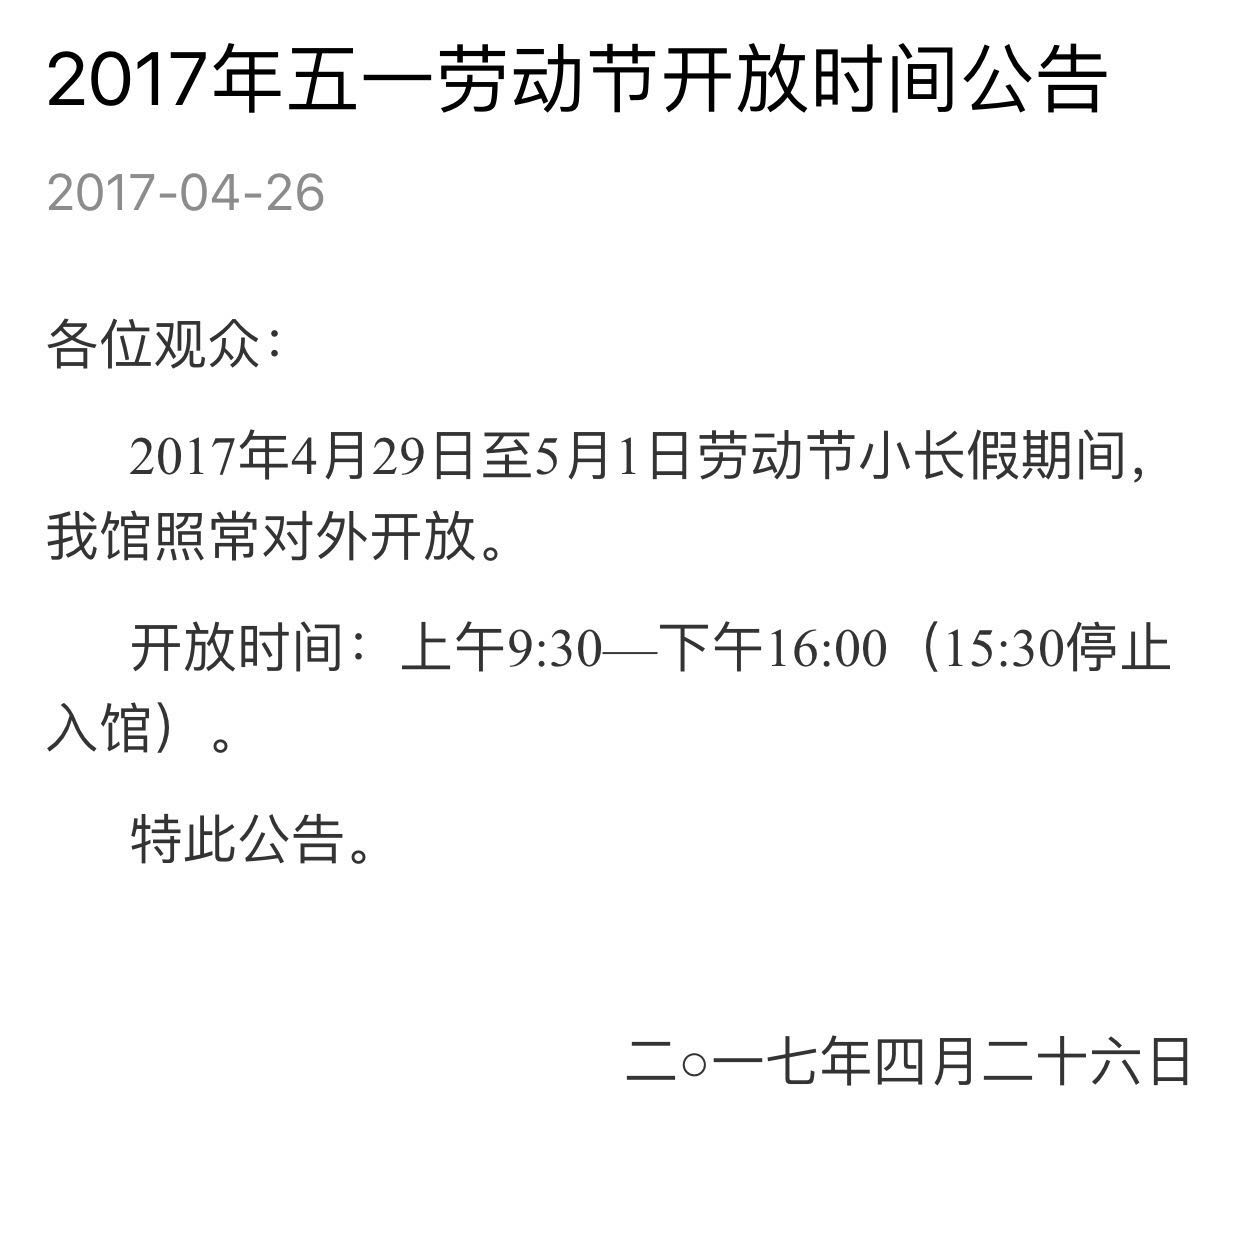 2017年五一劳动节开放时间公告
2017-04-26
各位观众：
2017年4月29日至5月1日劳动节小长假期间，
我馆照常对外开放。
开放时间：上午9:30—下午16:00（15:30停止
入馆）。
特此公告。
二○一七年四月二十六日